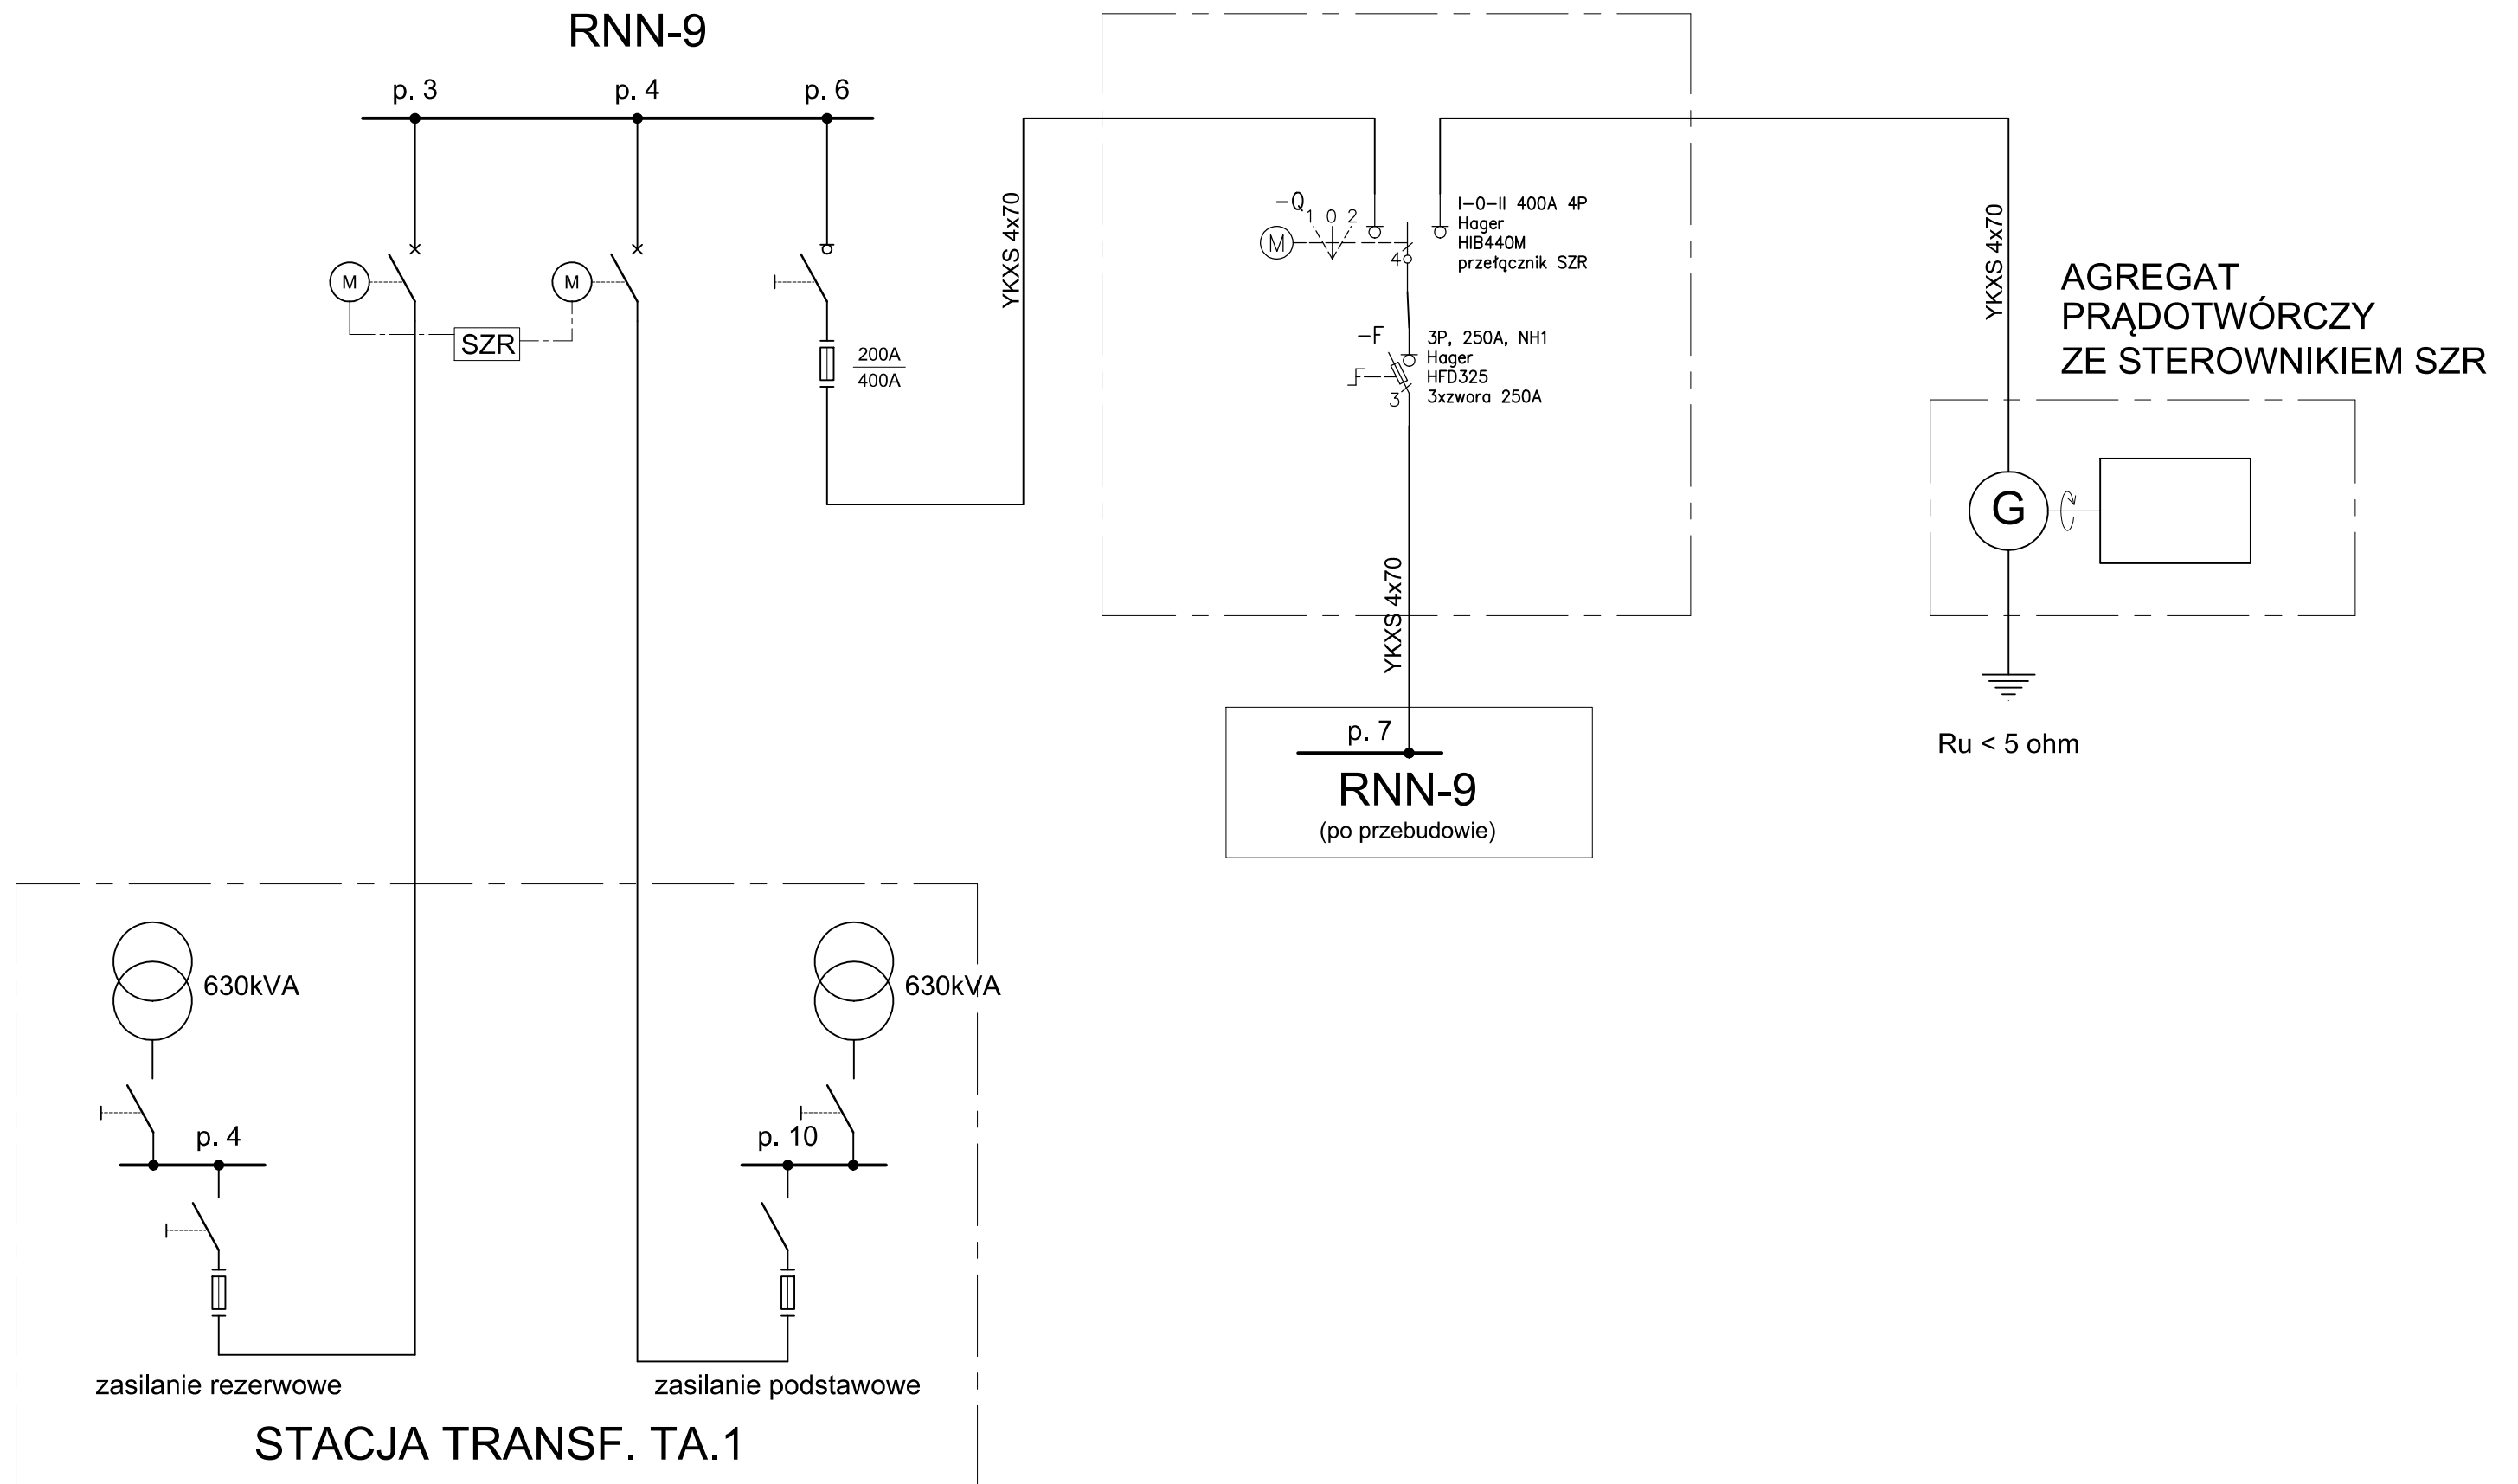 RNN-9
p. 3
p. 4
p. 6
M
M
SZR
200A
400A
YKXS 4x70
-Q
1 0 2
M
4
I-0-II 400A 4P
Hager
HIB440M
przełącznik SZR
-F
3
3P, 250A, NH1
Hager
HFD325
3xzwora 250A
YKXS 4x70
YKXS 4x70
AGREGAT
PRĄDOTWÓRCZY
ZE STEROWNIKIEM SZR
G
Ru < 5 ohm
p. 7
RNN-9
(po przebudowie)
630kVA
630kVA
p. 4
p. 10
zasilanie rezerwowe
zasilanie podstawowe
STACJA TRANSF. TA.1